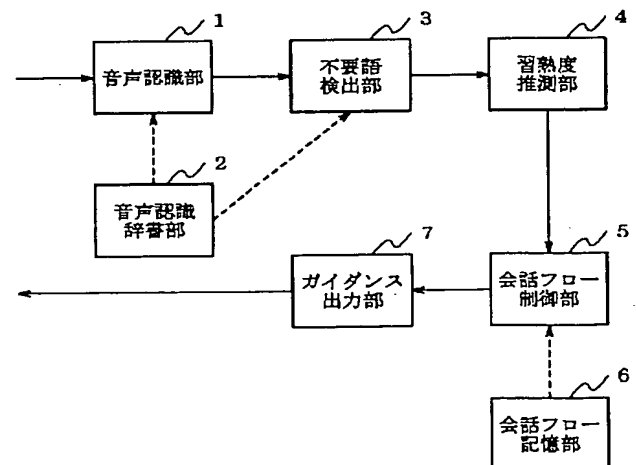 1
音声認識部
3
不要語
検出部
4
習熟度
推測部
2
音声認識
辞書部
7
ガイダンス
出力部
5
会話フロー
制御部
6
会話フロー
記憶部